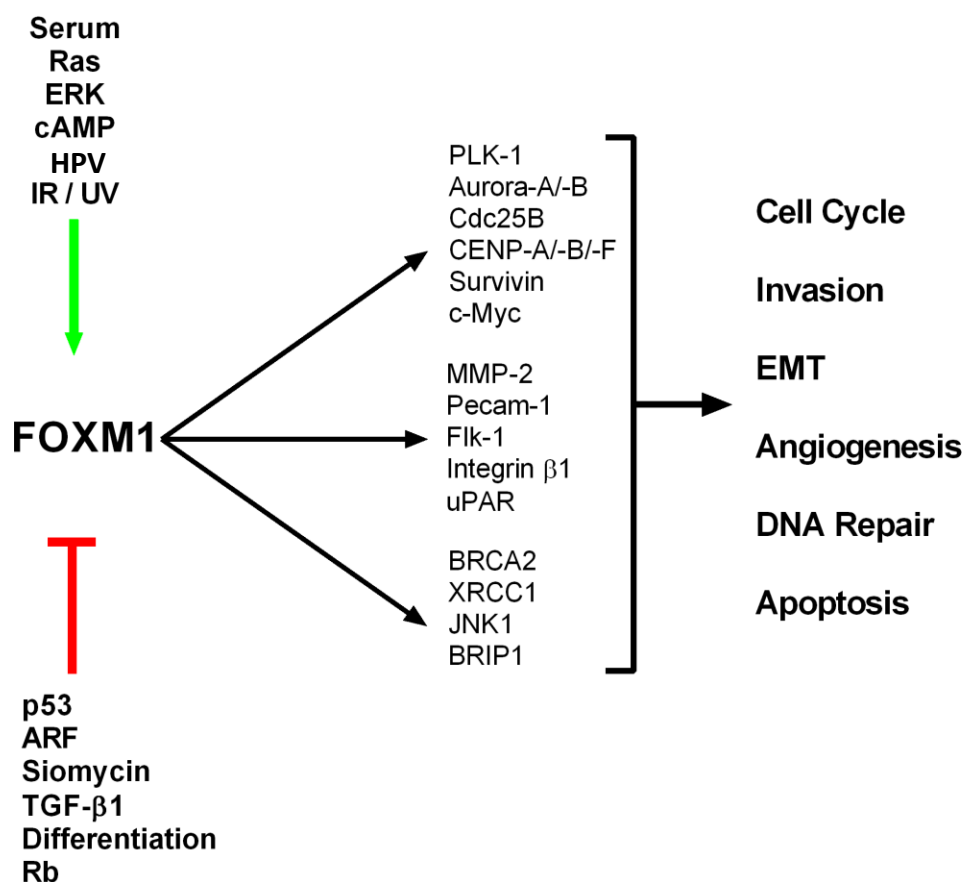 Serum
Ras
ERK
cAMP
HPV
IR / UV
FOXM1
p53
ARF
Siomycin
TGF-β1
Differentiation
Rb
PLK-1
Aurora-A/-B
Cdc25B
CENP-A/-B/-F
Survivin
c-Myc
MMP-2
Pecam-1
Flk-1
Integrin β1
uPAR
BRCA2
XRCC1
JNK1
BRIP1
Cell Cycle
Invasion
EMT
Angiogenesis
DNA Repair
Apoptosis